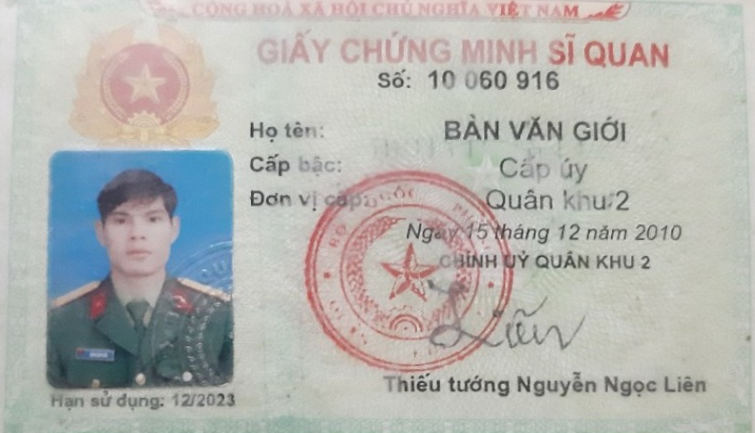 CỘNG HOÀ XÃ HỘI CHỦ NGHĨA VIỆT NAM
GIẤY CHỨNG MINH SĨ QUAN
Số: 10 060 916
Họ tên: BÀN VĂN GIỚI
Cấp bậc: Cấp úy
Đơn vị cấp: Quân khu 2
Ngày 15 tháng 12 năm 2010
CHÍNH UỶ QUÂN KHU 2
Thiếu tướng Nguyễn Ngọc Liên
Hạn sử dụng: 12/2023